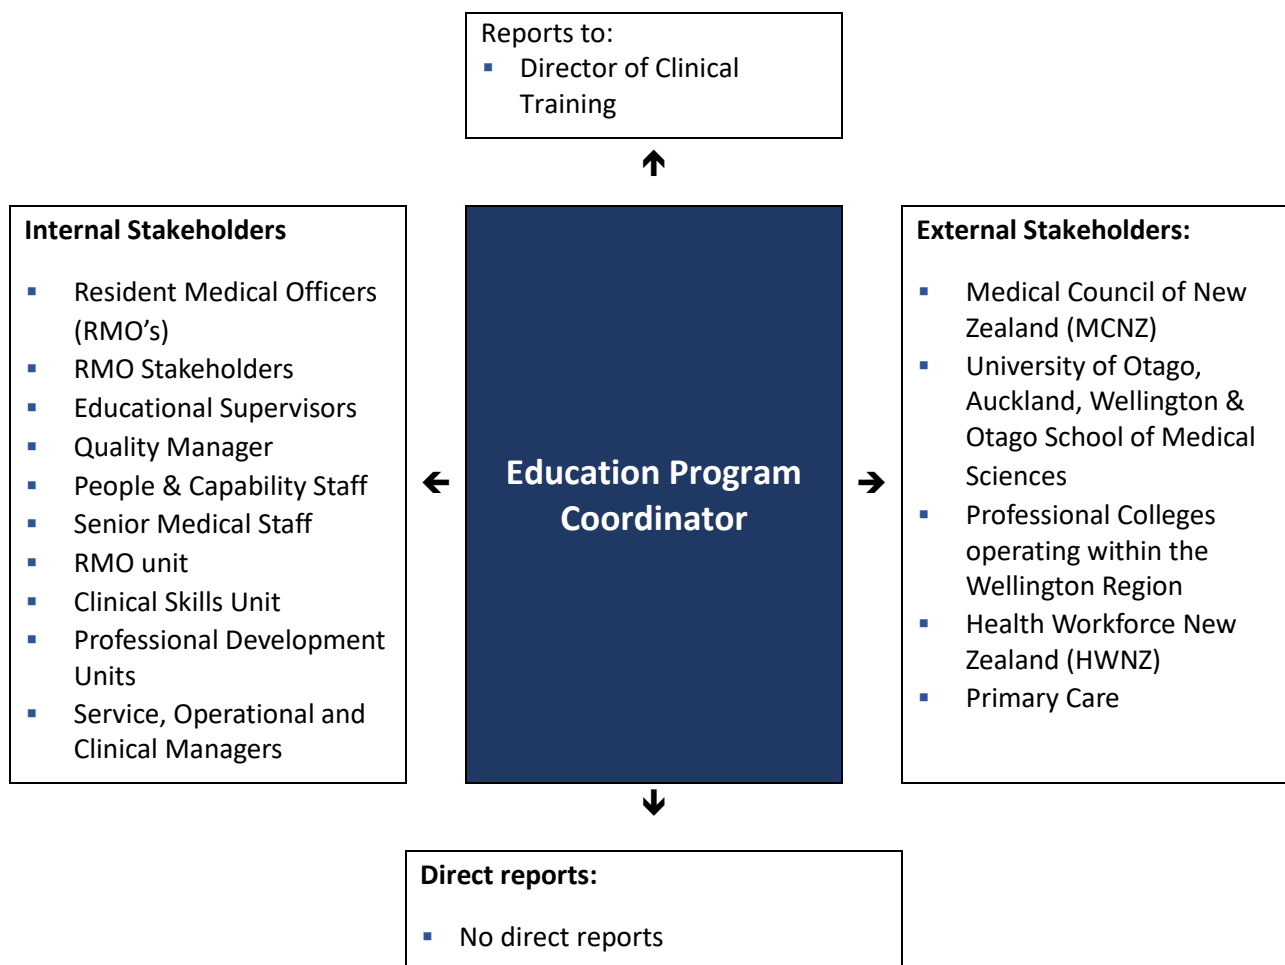 Reports to:
▪ Director of Clinical
Training
Internal Stakeholders
▪ Resident Medical Officers
(RMO’s)
▪ RMO Stakeholders
▪ Educational Supervisors
▪ Quality Manager
▪ People & Capability Staff
▪ Senior Medical Staff
▪ RMO unit
▪ Clinical Skills Unit
▪ Professional Development
Units
▪ Service, Operational and
Clinical Managers
Education Program
Coordinator
External Stakeholders:
▪ Medical Council of New
Zealand (MCNZ)
▪ University of Otago,
Auckland, Wellington &
Otago School of Medical
Sciences
▪ Professional Colleges
operating within the
Wellington Region
▪ Health Workforce New
Zealand (HWNZ)
▪ Primary Care
Direct reports:
▪ No direct reports